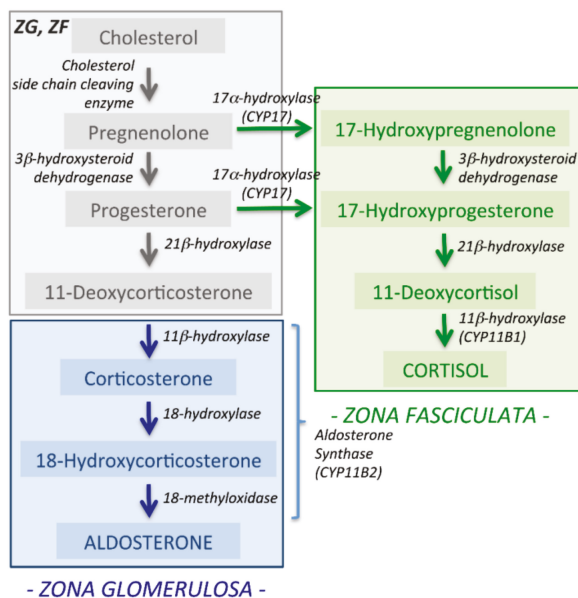 ZG, ZF
Cholesterol
Cholesterol
side chain cleaving
enzyme
17α-hydroxylase
(CYP17)
Pregnenolone
17-Hydroxypregnenolone
3β-hydroxysteroid
dehydrogenase
17α-hydroxylase
(CYP17)
3β-hydroxysteroid
dehydrogenase
Progesterone
17-Hydroxyprogesterone
21β-hydroxylase
21β-hydroxylase
11-Deoxycorticosterone
11-Deoxycortisol
11β-hydroxylase
11β-hydroxylase
(CYP11B1)
Corticosterone
CORTISOL
18-hydroxylase
- ZONA FASCICULATA -
Aldosterone
Synthase
(CYP11B2)
18-Hydroxycorticosterone
18-methyloxidase
ALDOSTERONE
- ZONA GLOMERULOSA -